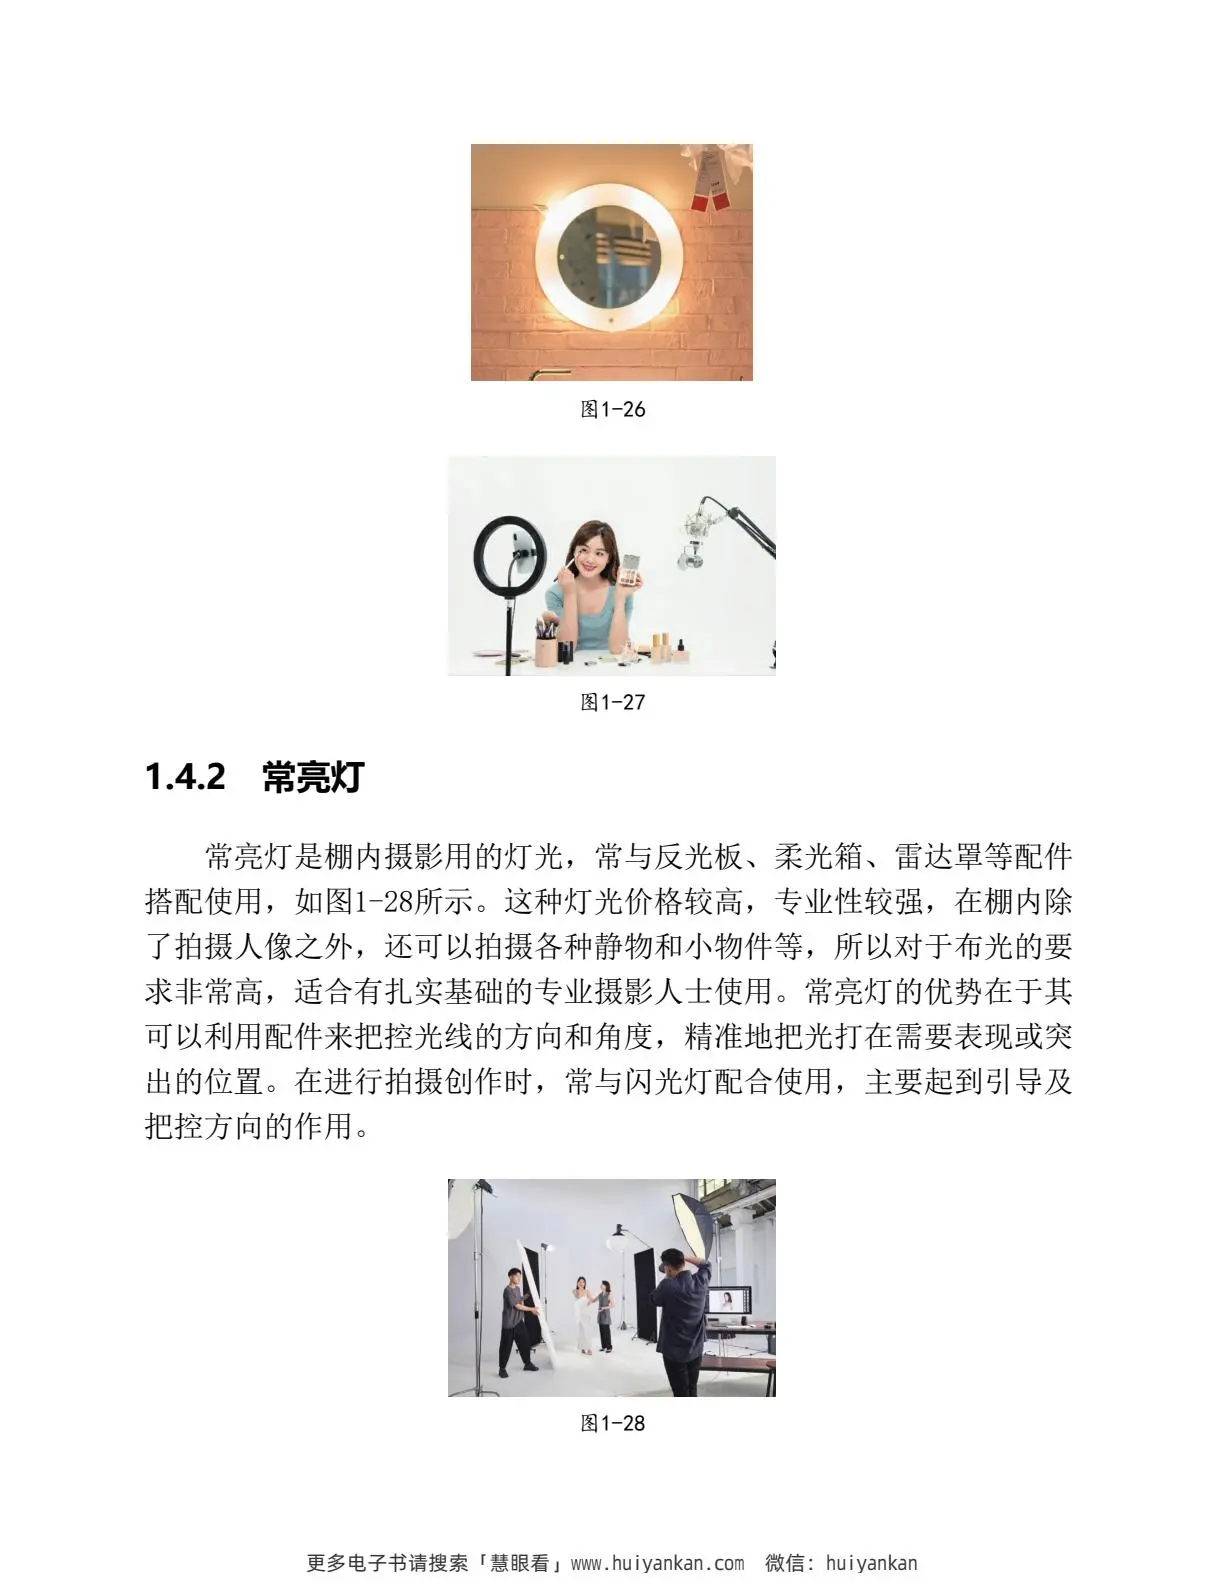 图1-26
图1-27
1.4.2 常亮灯
常亮灯是棚内摄影用的灯光，常与反光板、柔光箱、雷达罩等配件
搭配使用，如图1-28所示。这种灯光价格较高，专业性较强，在棚内除
了拍摄人像之外，还可以拍摄各种静物和小物件等，所以对于布光的要
求非常高，适合有扎实基础的专业摄影人士使用。常亮灯的优势在于其
可以利用配件来把控光线的方向和角度，精准地把光打在需要表现或突
出的位置。在进行拍摄创作时，常与闪光灯配合使用，主要起到引导及
把控方向的作用。
图1-28
更多电子书请搜索「慧眼看」www.huiyankan.com 微信：huiyankan